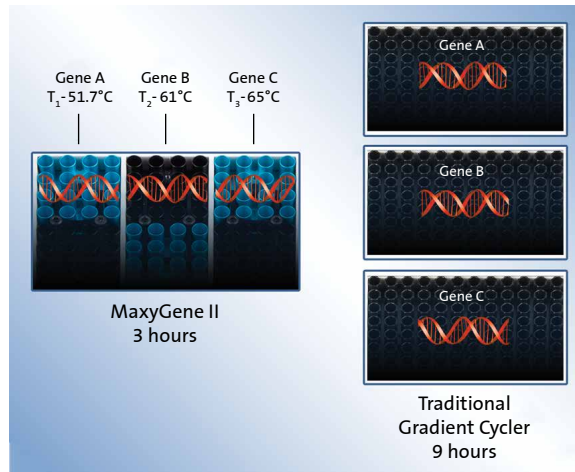 Gene A
T₁-51.7°C
Gene B
T₂-61°C
Gene C
T₃-65°C
MaxyGene II
3 hours
Gene A
Gene B
Gene C
Traditional
Gradient Cycler
9 hours